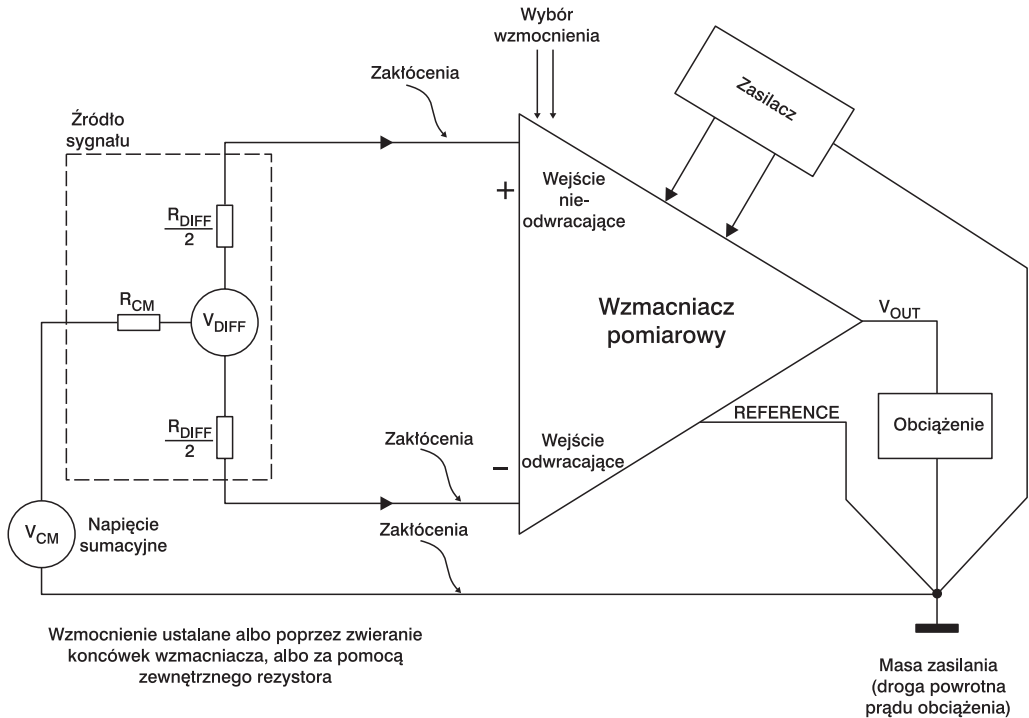 Wybór
wzmocnienia
Zakłócenia
Zasilacz
Źródło
sygnału
+
Wejście
nie-
odwracające
R_DIFF
2
R_CM
V_DIFF
Wzmacniacz
pomiarowy
V_OUT
REFERENCE
Obciążenie
R_DIFF
2
Zakłócenia
–
Wejście
odwracające
V_CM
Napięcie
sumacyjne
Zakłócenia
Wzmocnienie ustalane albo poprzez zwieranie
koncówek wzmacniacza, albo za pomocą
zewnętrznego rezystora
Masa zasilania
(droga powrotna
prądu obciążenia)